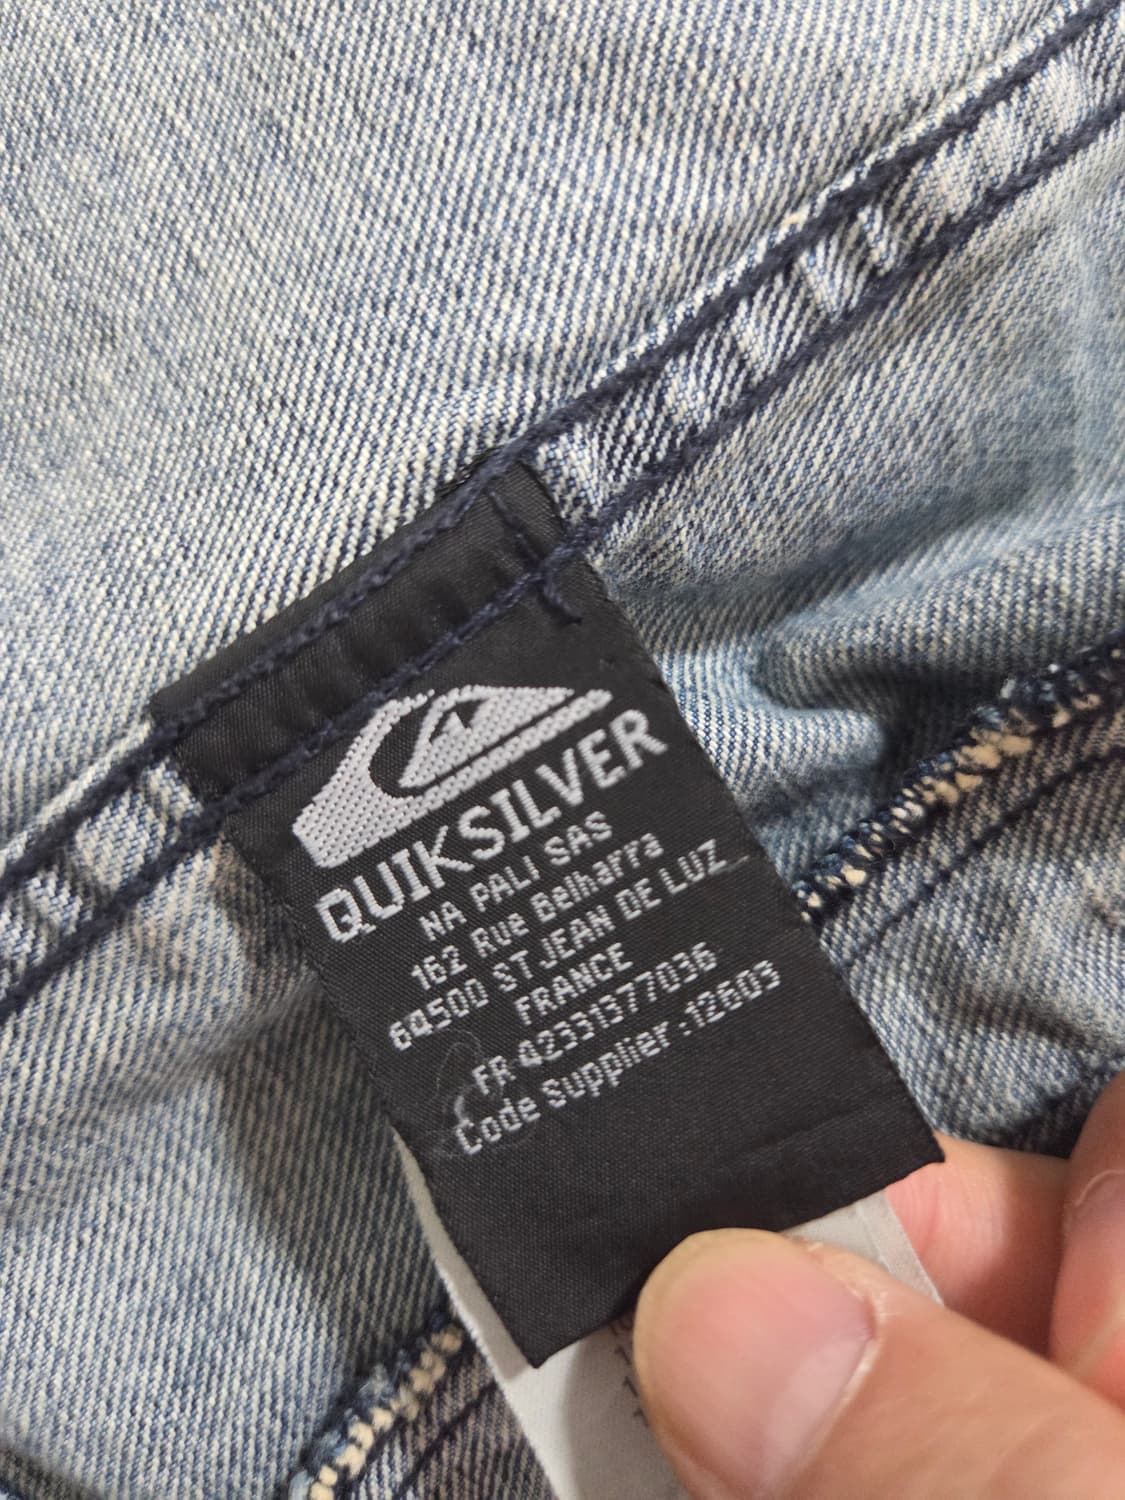 QUIKSILVER
NA PALI SAS
162 Rue Belharra
64500 ST JEAN DE LUZ
FRANCE
FR 42331377036
Code Supplier :12603